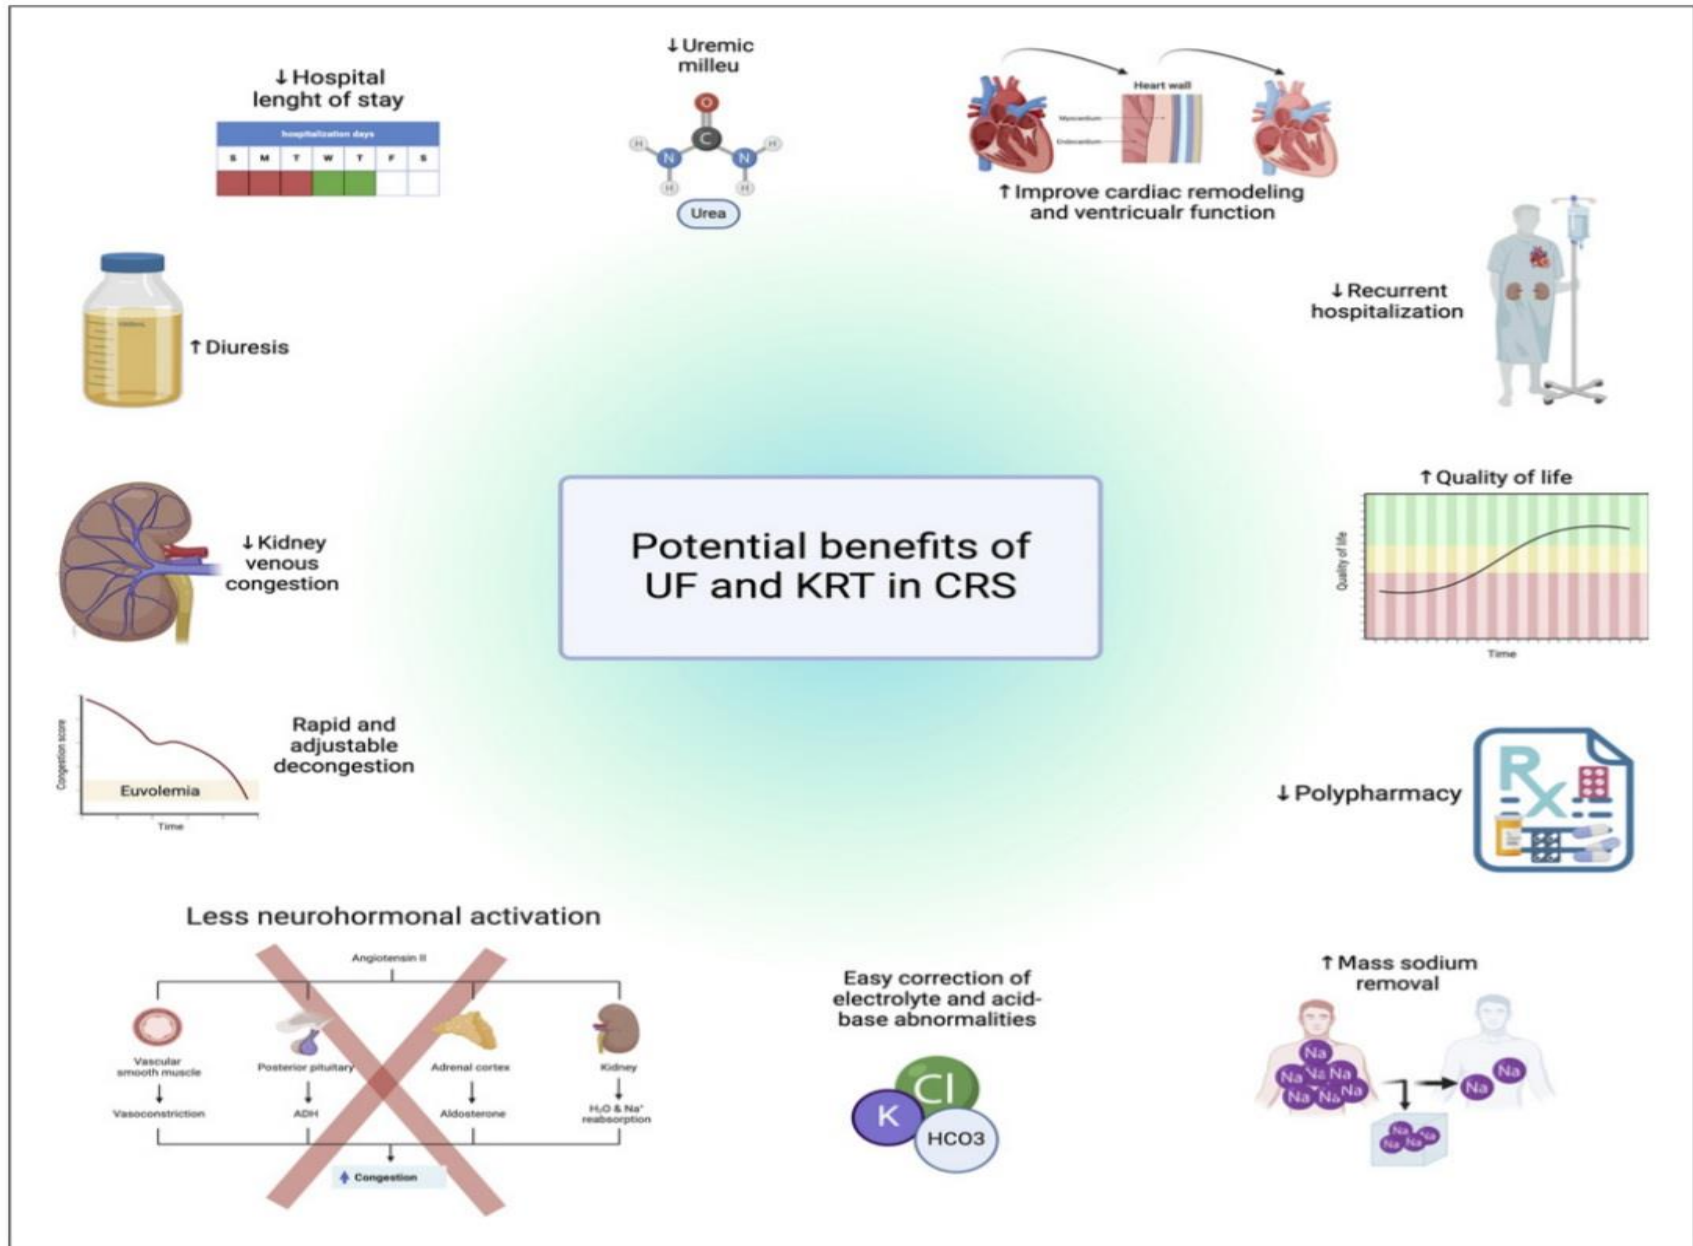 ↓Hospital
lenght of stay
hospitalization days
S M T W T F S
↓Uremic
milleu
O
C
H N N H
H H
Urea
Heart wall
Myocardium
Endocardium
↑Improve cardiac remodeling
and ventricualr function
↓Recurrent
hospitalization
↑Diuresis
↑Quality of life
Quality of life
Time
↓Kidney
venous
congestion
Potential benefits of
UF and KRT in CRS
Congestion score
Euvolemia
Time
Rapid and
adjustable
decongestion
↓Polypharmacy
Rx
Less neurohormonal activation
Angiotensin II
Vascular
smooth muscle
Posterior pituitary
Adrenal cortex
Kidney
Vasoconstriction
ADH
Aldosterone
H₂O & Na⁺
reabsorption
↑ Congestion
Easy correction of
electrolyte and acid-
base abnormalities
Cl
K
HCO3
↑Mass sodium
removal
Na
Na Na Na
Na Na Na
Na Na
Na
Na Na Na